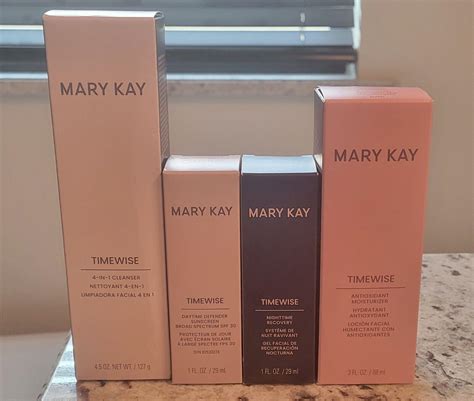 MARY KAY
TIMEWISE
4-IN-1 CLEANSER
NETTOYANT 4-EN-1
LIMPIADORA FACIAL 4 EN 1
4.5 OZ. NET WT / 127 g
MARY KAY
TIMEWISE
DAYTIME DEFENDER
SUNSCREEN
BROAD SPECTRUM SPF 30
PROTECTEUR DE JOUR
AVEC ÉCRAN SOLAIRE
À LARGE SPECTRE FPS 30
1 FL. OZ. / 29 ml
MARY KAY
TIMEWISE
NIGHTTIME
RECOVERY
SYSTÈME DE
NUIT RAVIVANT
GEL FACIAL DE
RECUPERACIÓN
NOCTURNA
1 FL. OZ. / 29 ml
MARY KAY
TIMEWISE
ANTIOXIDANT
MOISTURIZER
HYDRATANT
ANTIOXYDANT
LOCIÓN FACIAL
HUMECTANTE CON
ANTIOXIDANTES
3 FL. OZ. / 88 ml